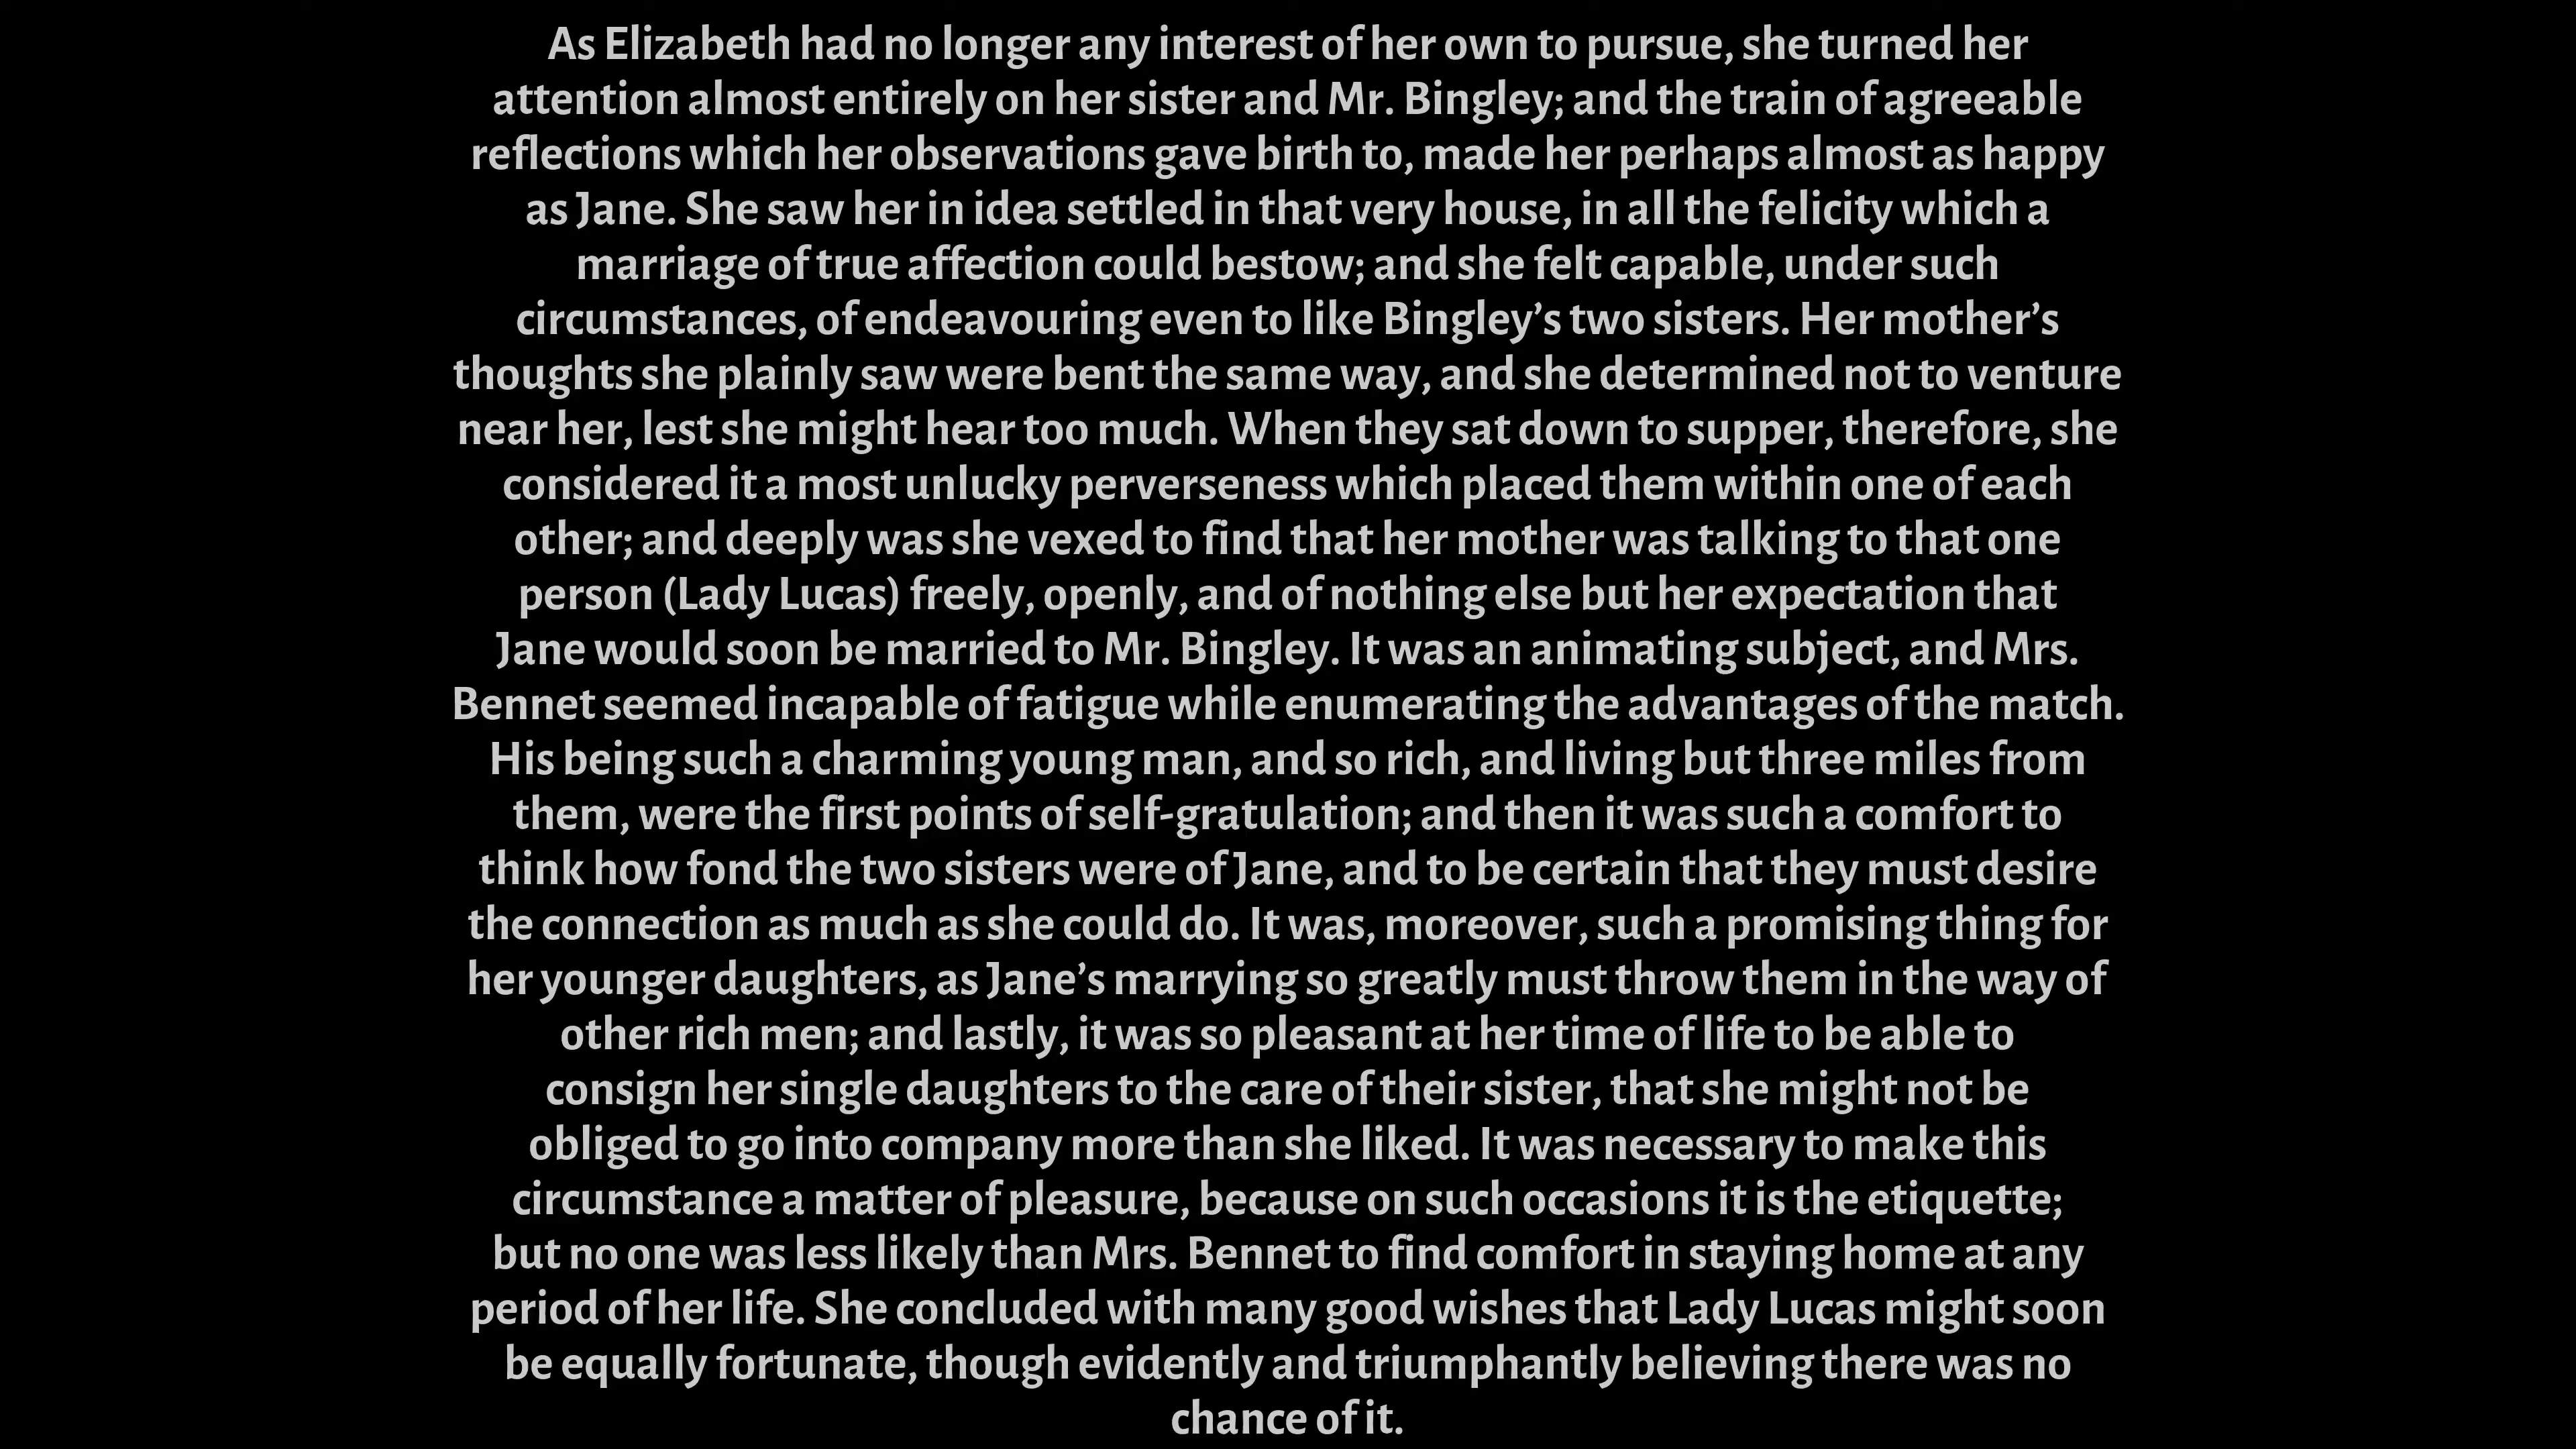 As Elizabeth had no longer any interest of her own to pursue, she turned her
attention almost entirely on her sister and Mr. Bingley; and the train of agreeable
reflections which her observations gave birth to, made her perhaps almost as happy
as Jane. She saw her in idea settled in that very house, in all the felicity which a
marriage of true affection could bestow; and she felt capable, under such
circumstances, of endeavouring even to like Bingley’s two sisters. Her mother’s
thoughts she plainly saw were bent the same way, and she determined not to venture
near her, lest she might hear too much. When they sat down to supper, therefore, she
considered it a most unlucky perverseness which placed them within one of each
other; and deeply was she vexed to find that her mother was talking to that one
person (Lady Lucas) freely, openly, and of nothing else but her expectation that
Jane would soon be married to Mr. Bingley. It was an animating subject, and Mrs.
Bennet seemed incapable of fatigue while enumerating the advantages of the match.
His being such a charming young man, and so rich, and living but three miles from
them, were the first points of self-gratulation; and then it was such a comfort to
think how fond the two sisters were of Jane, and to be certain that they must desire
the connection as much as she could do. It was, moreover, such a promising thing for
her younger daughters, as Jane’s marrying so greatly must throw them in the way of
other rich men; and lastly, it was so pleasant at her time of life to be able to
consign her single daughters to the care of their sister, that she might not be
obliged to go into company more than she liked. It was necessary to make this
circumstance a matter of pleasure, because on such occasions it is the etiquette;
but no one was less likely than Mrs. Bennet to find comfort in staying home at any
period of her life. She concluded with many good wishes that Lady Lucas might soon
be equally fortunate, though evidently and triumphantly believing there was no
chance of it.